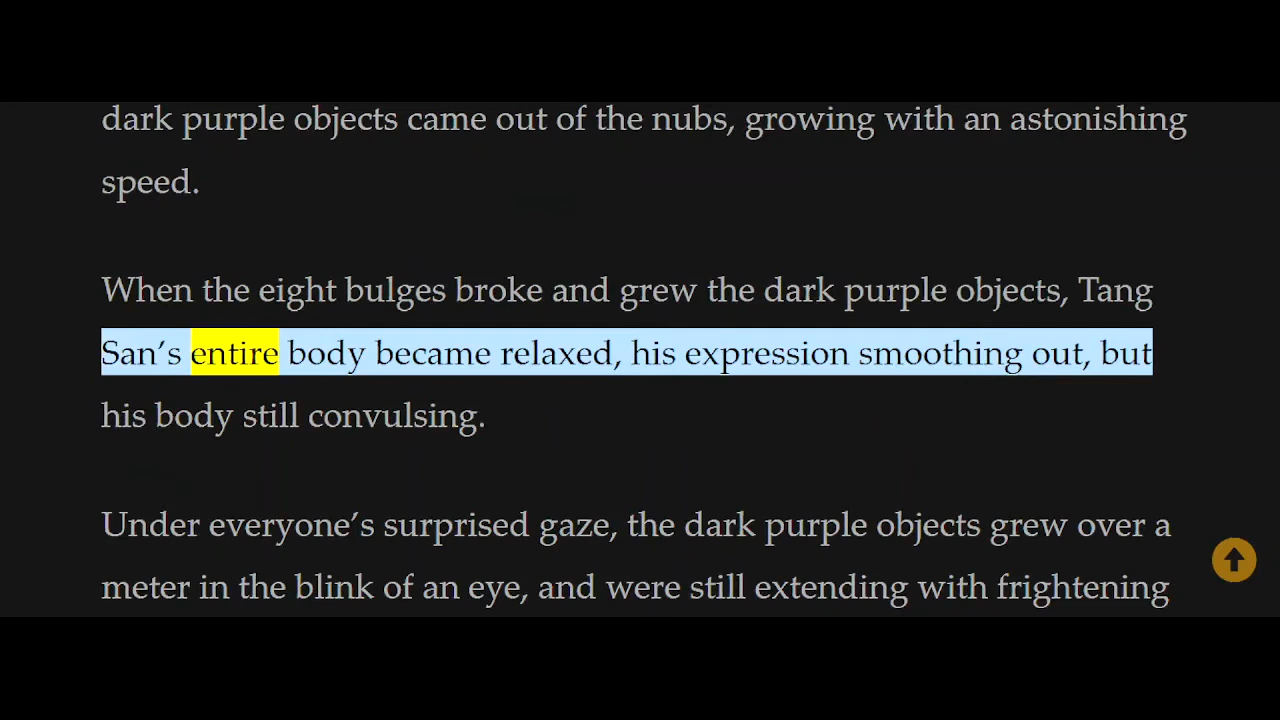 dark purple objects came out of the nubs, growing with an astonishing
speed.
When the eight bulges broke and grew the dark purple objects, Tang
San’s entire body became relaxed, his expression smoothing out, but
his body still convulsing.
Under everyone’s surprised gaze, the dark purple objects grew over a
meter in the blink of an eye, and were still extending with frightening